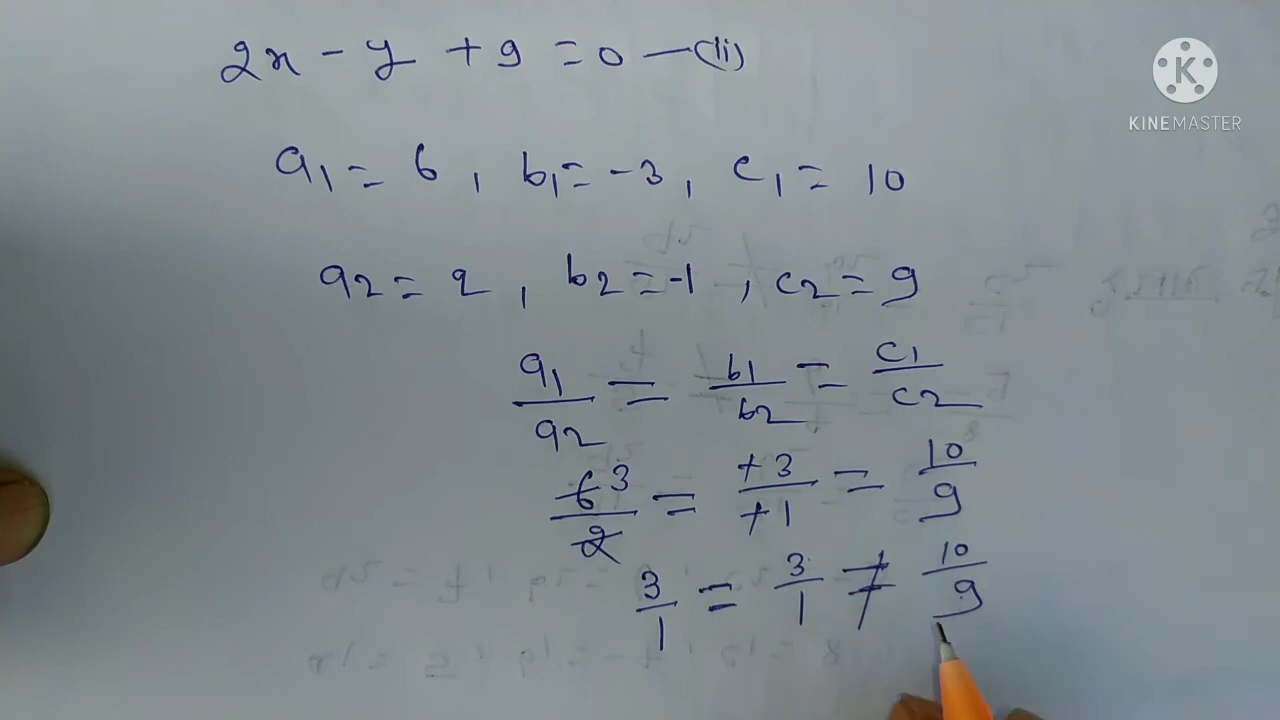 2x - y + 9 = 0 — (ii)
KINEMASTER
a1 = 6, b1 = -3, c1 = 10
a2 = 2, b2 = -1, c2 = 9
a1/a2 = b1/b2 = c1/c2
6 3/2 = +3/+1 = 10/9
3/1 = 3/1 ≠ 10/9